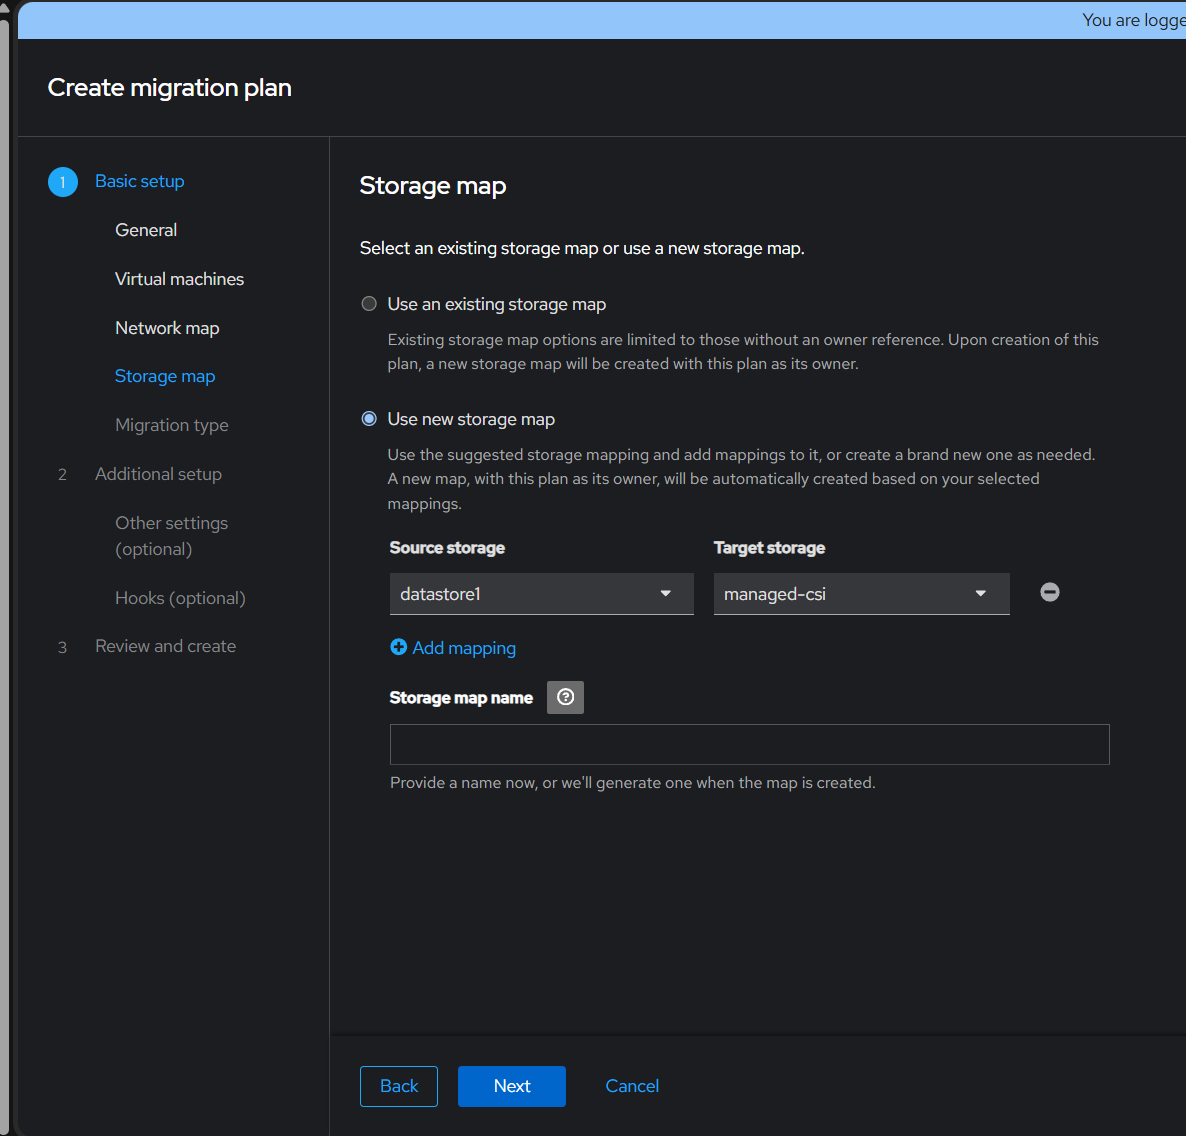 You are logge
Create migration plan
1 Basic setup
General
Virtual machines
Network map
Storage map
Migration type
2 Additional setup
Other settings
(optional)
Hooks (optional)
3 Review and create
Storage map
Select an existing storage map or use a new storage map.
Use an existing storage map
Existing storage map options are limited to those without an owner reference. Upon creation of this
plan, a new storage map will be created with this plan as its owner.
Use new storage map
Use the suggested storage mapping and add mappings to it, or create a brand new one as needed.
A new map, with this plan as its owner, will be automatically created based on your selected
mappings.
Source storage Target storage
datastore1 managed-csi
Add mapping
Storage map name
Provide a name now, or we'll generate one when the map is created.
Back Next Cancel